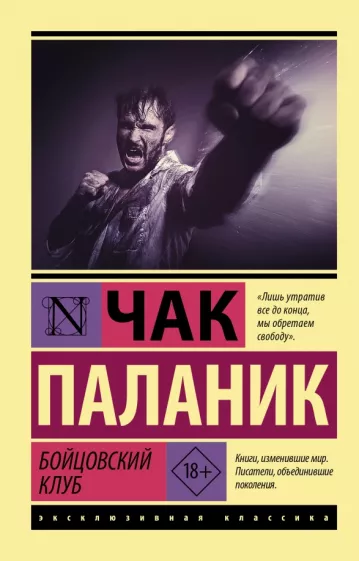 N
ЧАК
«Лишь утратив
все до конца,
мы обретаем
свободу».
ПАЛАНИК
БОЙЦОВСКИЙ
КЛУБ
18+
Книги, изменившие мир.
Писатели, объединившие
поколения.
эксклюзивная классика